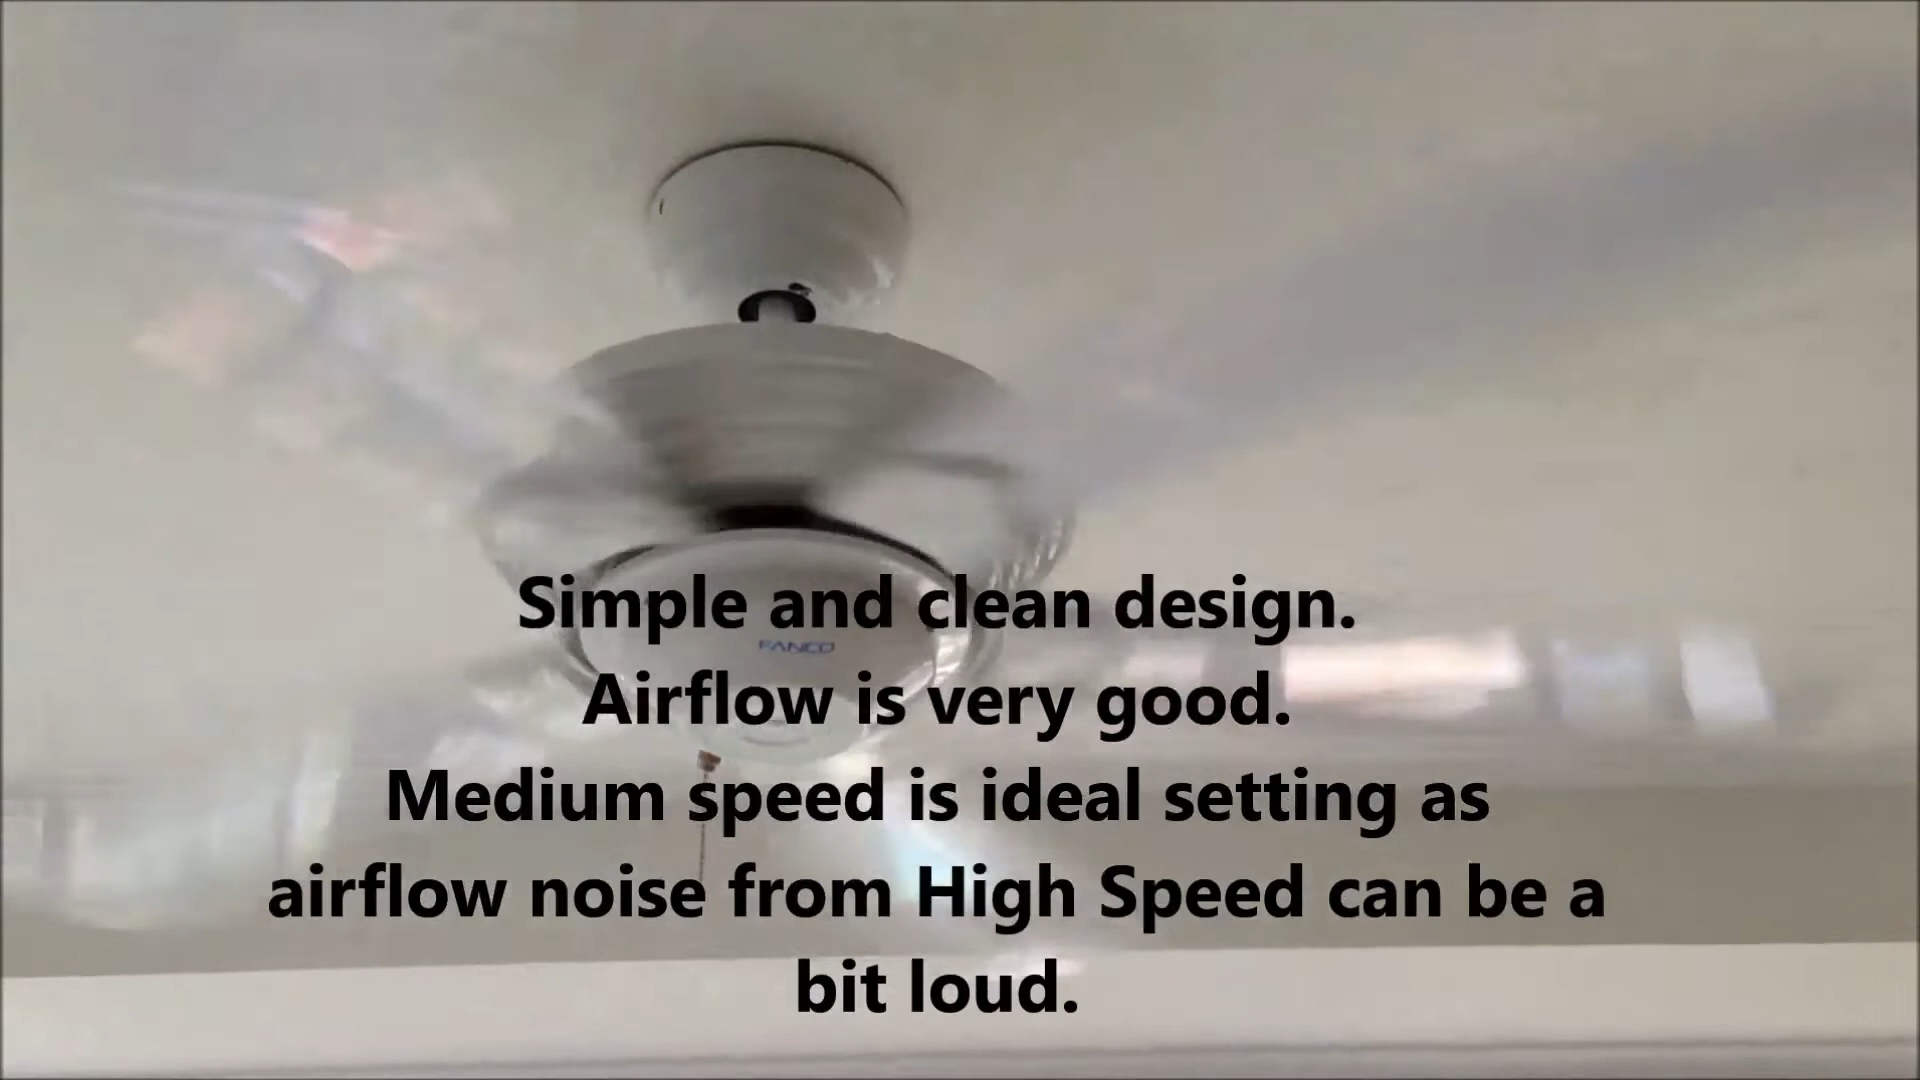 Simple and clean design.
FANCO
Airflow is very good.
Medium speed is ideal setting as
airflow noise from High Speed can be a
bit loud.